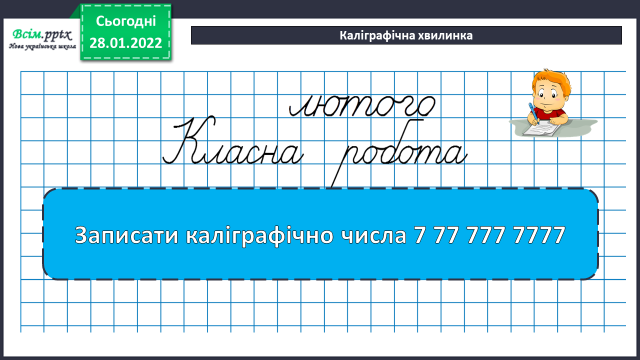 Всім.pptx
Нова українська школа
Сьогодні
28.01.2022
Каліграфічна хвилинка
лютого
Класна робота
Записати каліграфічно числа 7 77 777 7777